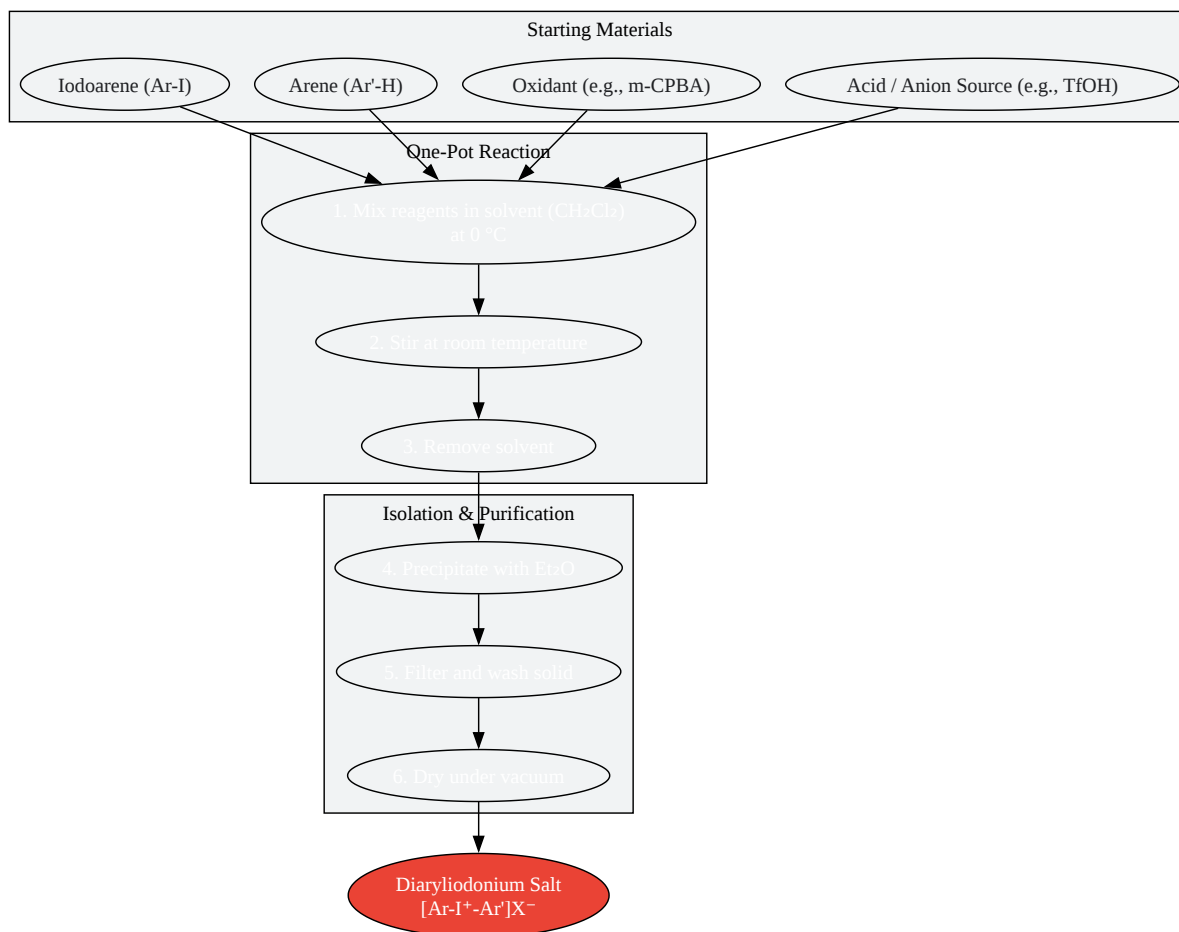 Starting Materials
Iodoarene (Ar-I)
Arene (Ar'-H)
Oxidant (e.g., m-CPBA)
Acid / Anion Source (e.g., TfOH)
One-Pot Reaction
1. Mix reagents in solvent (CH₂Cl₂)
at 0 °C
2. Stir at room temperature
3. Remove solvent
Isolation & Purification
4. Precipitate with Et₂O
5. Filter and wash solid
6. Dry under vacuum
Diaryliodonium Salt
[Ar-I⁺-Ar']X⁻